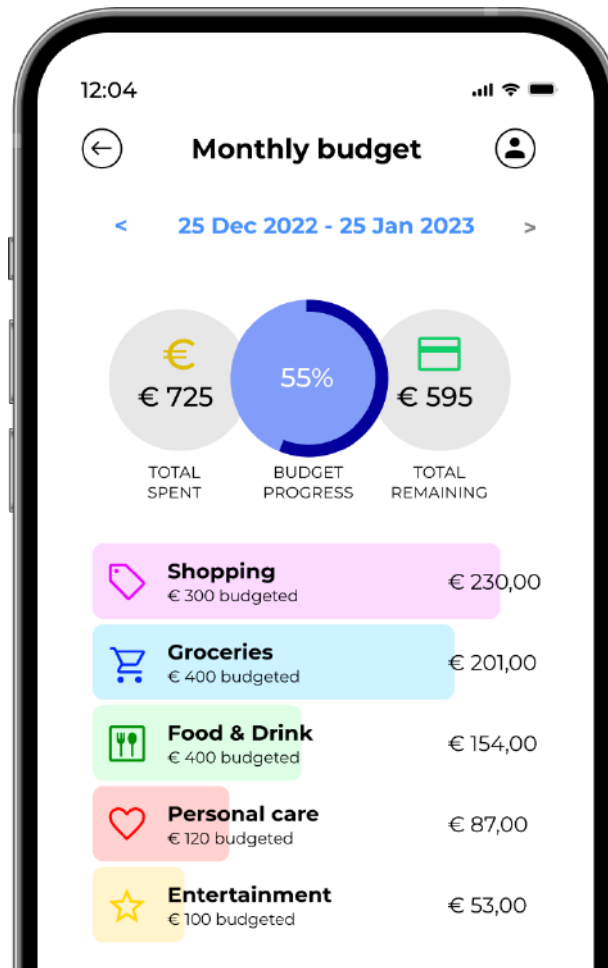 12:04
Monthly budget
< 25 Dec 2022 - 25 Jan 2023 >
€ 725
55%
€ 595
TOTAL SPENT
BUDGET PROGRESS
TOTAL REMAINING
Shopping
€ 300 budgeted
€ 230,00
Groceries
€ 400 budgeted
€ 201,00
Food & Drink
€ 400 budgeted
€ 154,00
Personal care
€ 120 budgeted
€ 87,00
Entertainment
€ 100 budgeted
€ 53,00